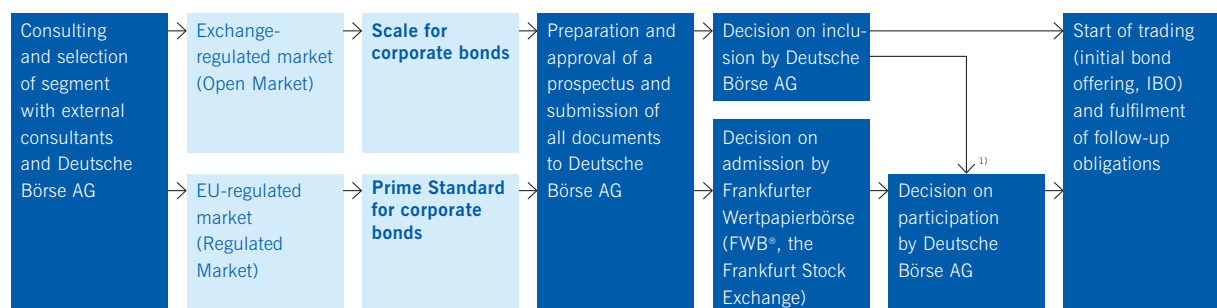 Consulting
and selection
of segment
with external
consultants
and Deutsche
Börse AG
Exchange-
regulated market
(Open Market)
Scale for
corporate bonds
EU-regulated
market
(Regulated
Market)
Prime Standard
for corporate
bonds
Preparation and
approval of a
prospectus and
submission of
all documents
to Deutsche
Börse AG
Decision on inclu-
sion by Deutsche
Börse AG
Decision on
admission by
Frankfurter
Wertpapierbörse
(FWB®, the
Frankfurt Stock
Exchange)
1)
Decision on
participation
by Deutsche
Börse AG
Start of trading
(initial bond
offering, IBO)
and fulfilment
of follow-up
obligations